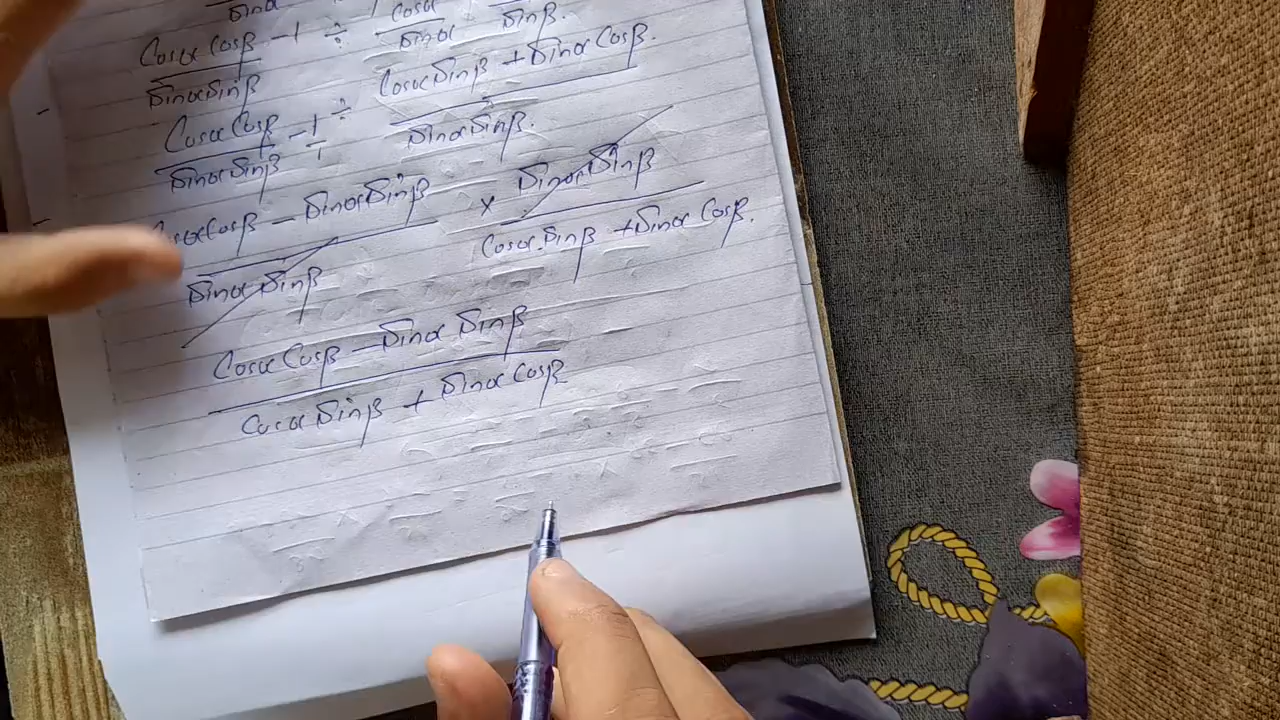 sinα
cosα cosβ / sinα sinβ - 1 ÷ cosα / sinα + / sinβ.
cosα cosβ / sinα sinβ - 1/1 ÷ cosα sinβ + sinα cosβ. / sinα sinβ.
cosα cosβ - sinα sinβ / sinα sinβ × sinα sinβ / cosα. sinβ + sinα cosβ.
cosα cosβ - sinα sinβ / cosα sinβ + sinα cosβ